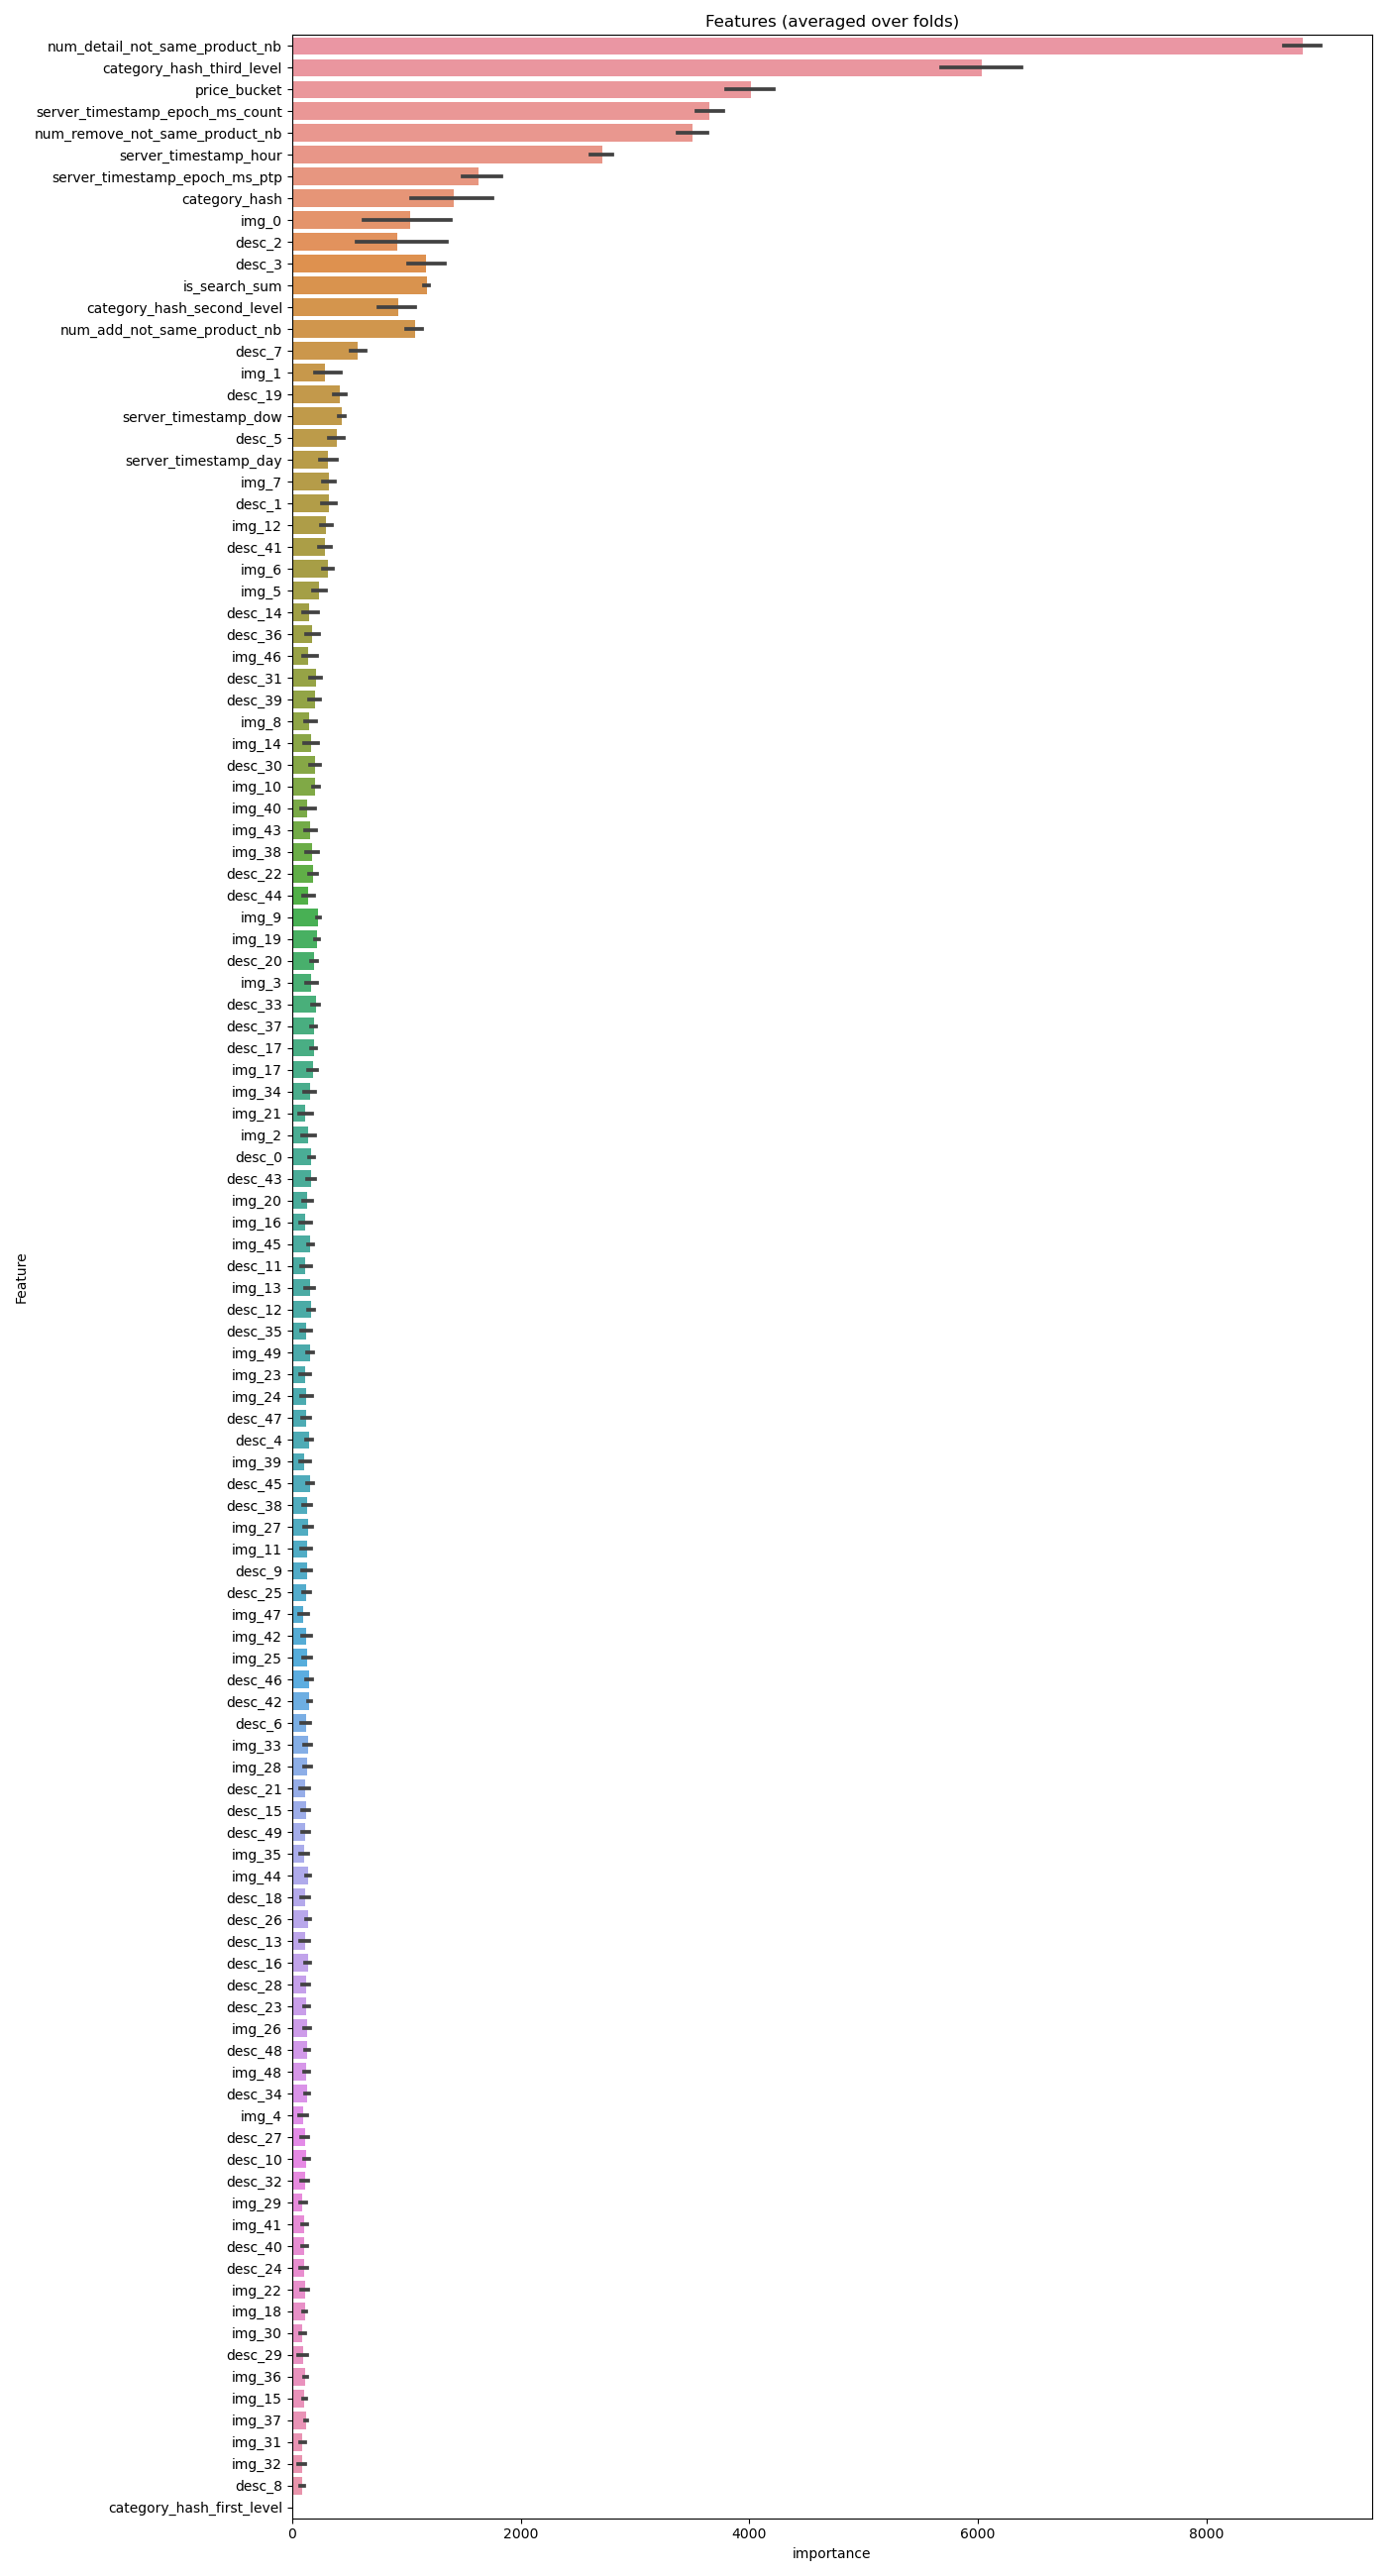 Features (averaged over folds)
num_detail_not_same_product_nb
category_hash_third_level
price_bucket
server_timestamp_epoch_ms_count
num_remove_not_same_product_nb
server_timestamp_hour
server_timestamp_epoch_ms_ptp
category_hash
img_0
desc_2
desc_3
is_search_sum
category_hash_second_level
num_add_not_same_product_nb
desc_7
img_1
desc_19
server_timestamp_dow
desc_5
server_timestamp_day
img_7
desc_1
img_12
desc_41
img_6
img_5
desc_14
desc_36
img_46
desc_31
desc_39
img_8
img_14
desc_30
img_10
img_40
img_43
img_38
desc_22
desc_44
img_9
img_19
desc_20
img_3
desc_33
desc_37
desc_17
img_17
img_34
img_21
img_2
desc_0
desc_43
img_20
img_16
img_45
desc_11
img_13
desc_12
desc_35
img_49
img_23
img_24
desc_47
desc_4
img_39
desc_45
desc_38
img_27
img_11
desc_9
desc_25
img_47
img_42
img_25
desc_46
desc_42
desc_6
img_33
img_28
desc_21
desc_15
desc_49
img_35
img_44
desc_18
desc_26
desc_13
desc_16
desc_28
desc_23
img_26
desc_48
img_48
desc_34
img_4
desc_27
desc_10
desc_32
img_29
img_41
desc_40
desc_24
img_22
img_18
img_30
desc_29
img_36
img_15
img_37
img_31
img_32
desc_8
category_hash_first_level
Feature
0 2000 4000 6000 8000
importance